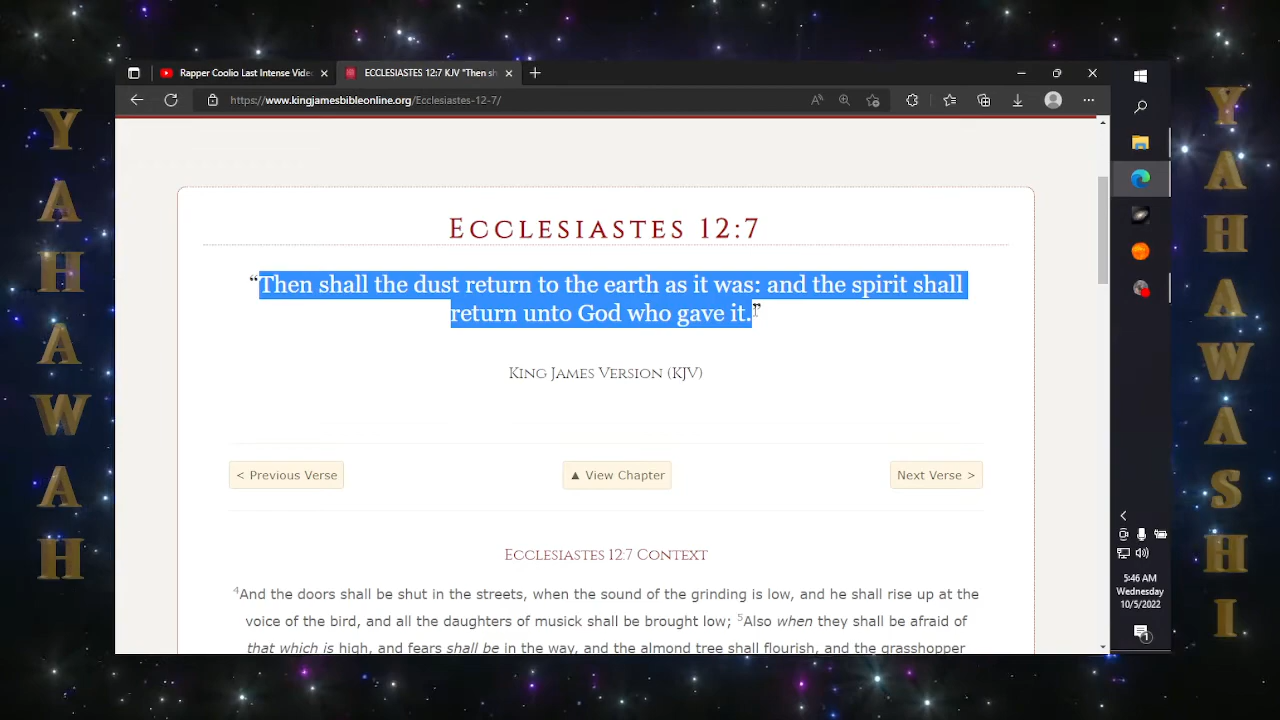 Y
A
H
A
W
A
H
Rapper Coolio Last Intense Vide
ECCLESIASTES 12:7 KJV "Then sh
https://www.kingjamesbibleonline.org/Ecclesiastes-12-7/
Ecclesiastes 12:7
“Then shall the dust return to the earth as it was: and the spirit shall
return unto God who gave it.”
King James Version (KJV)
< Previous Verse
▲ View Chapter
Next Verse >
Ecclesiastes 12:7 Context
4And the doors shall be shut in the streets, when the sound of the grinding is low, and he shall rise up at the
voice of the bird, and all the daughters of musick shall be brought low; 5Also when they shall be afraid of
that which is high, and fears shall be in the way, and the almond tree shall flourish, and the grasshopper
5:46 AM
Wednesday
10/5/2022
1
Y
A
H
A
W
A
S
H
I